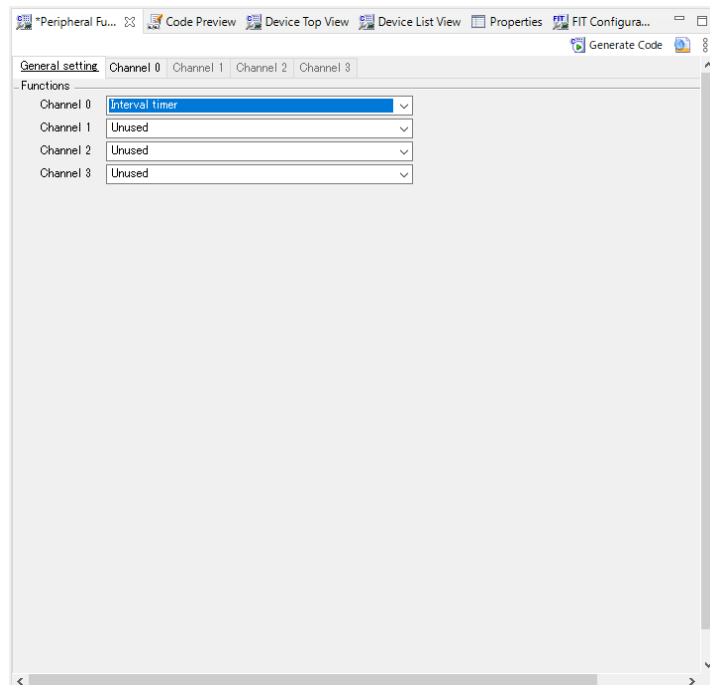 *Peripheral Fu... Code Preview Device Top View Device List View Properties FIT FIT Configura...
Generate Code
General setting Channel 0 Channel 1 Channel 2 Channel 3
Functions
Channel 0 Interval timer
Channel 1 Unused
Channel 2 Unused
Channel 3 Unused